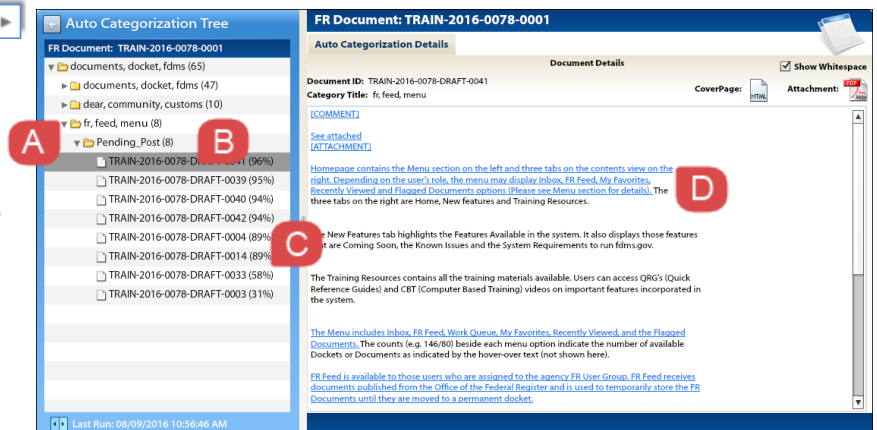 Auto Categorization Tree
FR Document: TRAIN-2016-0078-0001
documents, docket, fdms (65)
documents, docket, fdms (47)
dear, community, customs (10)
fr, feed, menu (8)
A
B
Pending_Post (8)
TRAIN-2016-0078-DRAFT-0041 (96%)
TRAIN-2016-0078-DRAFT-0039 (95%)
TRAIN-2016-0078-DRAFT-0040 (94%)
TRAIN-2016-0078-DRAFT-0042 (94%)
TRAIN-2016-0078-DRAFT-0004 (89%)
C
TRAIN-2016-0078-DRAFT-0014 (89%)
TRAIN-2016-0078-DRAFT-0033 (58%)
TRAIN-2016-0078-DRAFT-0003 (31%)
Last Run: 08/09/2016 10:56:46 AM
FR Document: TRAIN-2016-0078-0001
Auto Categorization Details
Document Details
Show Whitespace
Document ID: TRAIN-2016-0078-DRAFT-0041
Category Title: fr, feed, menu
CoverPage: HTML Attachment: PDF Adobe
[COMMENT]
See attached
[ATTACHMENT]
Homepage contains the Menu section on the left and three tabs on the contents view on the
right. Depending on the user's role, the menu may display Inbox, FR Feed, My Favorites,
D
Recently Viewed and Flagged Documents options (Please see Menu section for details). The
three tabs on the right are Home, New features and Training Resources.
New Features tab highlights the Features Available in the system. It also displays those features
are Coming Soon, the Known Issues and the System Requirements to run fdms.gov.
The Training Resources contains all the training materials available. Users can access QRG's (Quick
Reference Guides) and CBT (Computer Based Training) videos on important features incorporated in
the system.
The Menu includes Inbox, FR Feed, Work Queue, My Favorites, Recently Viewed, and the Flagged
Documents. The counts (e.g. 146/80) beside each menu option indicate the number of available
Dockets or Documents as indicated by the hover-over text (not shown here).
FR Feed is available to those users who are assigned to the agency FR User Group. FR Feed receives
documents published from the Office of the Federal Register and is used to temporarily store the FR
Documents until they are moved to a permanent docket.